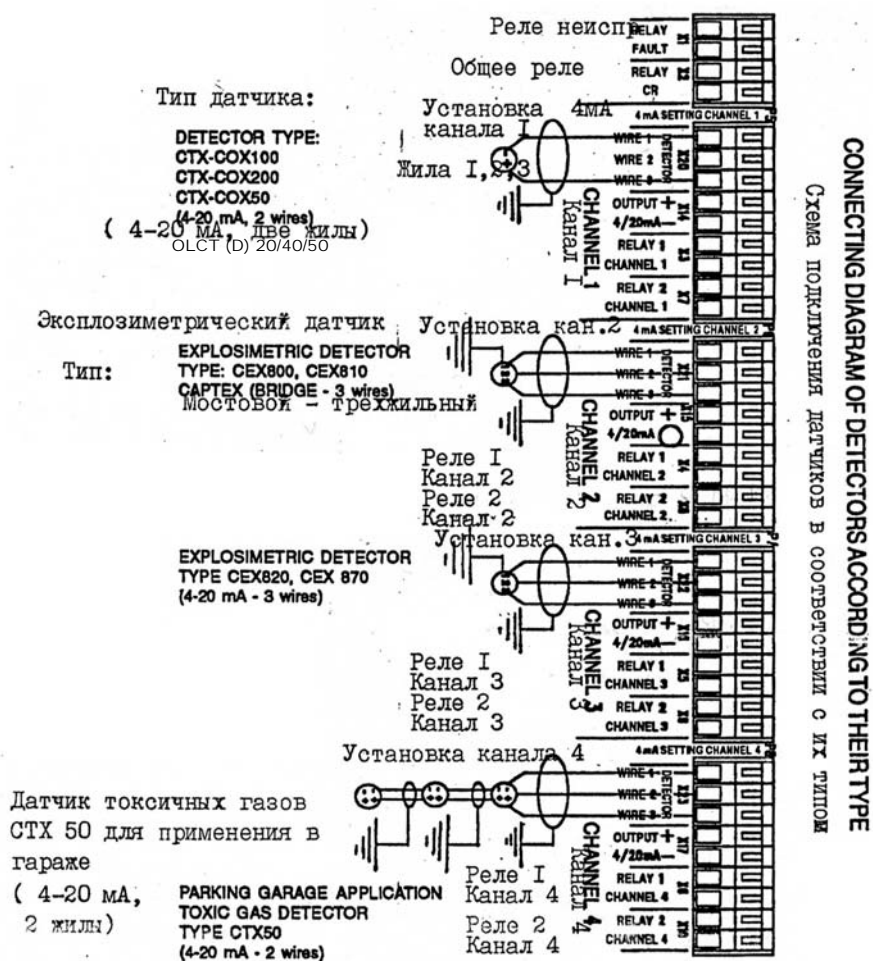 Реле неиспр
RELAY
FAULT
X1
Общее реле
RELAY
CR
X2
Тип датчика:
Установка 4мА
канала I
4 mA SETTING CHANNEL 1
DETECTOR TYPE:
CTX-COX100
CTX-COX200
CTX-COX50
(4-20 mA, 2 wires)
( 4-20 мА, две жилы)
OLCT (D) 20/40/50
Жила I,2,3
WIRE 1
WIRE 2
WIRE 3
DETECTOR
CHANNEL 1
Канал I
OUTPUT +
4/20mA—
X14
RELAY 1
CHANNEL 1
X3
RELAY 2
CHANNEL 1
X7
Эксплозиметрический датчик
Установка кан.2
4 mA SETTING CHANNEL 2
Тип:
EXPLOSIMETRIC DETECTOR
TYPE: CEX800, CEX810
CAPTEX (BRIDGE - 3 wires)
Мостовой - трехжильный
WIRE 1
WIRE 2
WIRE 3
DETECTOR
CHANNEL 2
Канал 2
OUTPUT +
4/20mA
X15
Реле I
Канал 2
Реле 2
Канал 2
RELAY 1
CHANNEL 2
X4
RELAY 2
CHANNEL 2
Установка кан.3
4 mA SETTING CHANNEL 3
EXPLOSIMETRIC DETECTOR
TYPE CEX820, CEX 870
(4-20 mA - 3 wires)
WIRE 1
WIRE 2
WIRE 3
DETECTOR
CHANNEL 3
Канал 3
OUTPUT +
4/20mA—
Реле I
Канал 3
Реле 2
Канал 3
RELAY 1
CHANNEL 3
X5
RELAY 2
CHANNEL 3
Установка канала 4
4 mA SETTING CHANNEL 4
WIRE 1
WIRE 2
WIRE 3
DETECTOR
X13
CHANNEL 4
Канал 4
OUTPUT +
4/20mA—
X17
Датчик токсичных газов
СТХ 50 для применения в
гараже
( 4-20 мА,
2 жилы)
PARKING GARAGE APPLICATION
TOXIC GAS DETECTOR
TYPE CTX50
(4-20 mA - 2 wires)
Реле I
Канал 4
Реле 2
Канал 4
RELAY 1
CHANNEL 4
RELAY 2
CHANNEL 4
X10
CONNECTING DIAGRAM OF DETECTORS ACCORDING TO THEIR TYPE
Схема подключения датчиков в соответствии с их типом